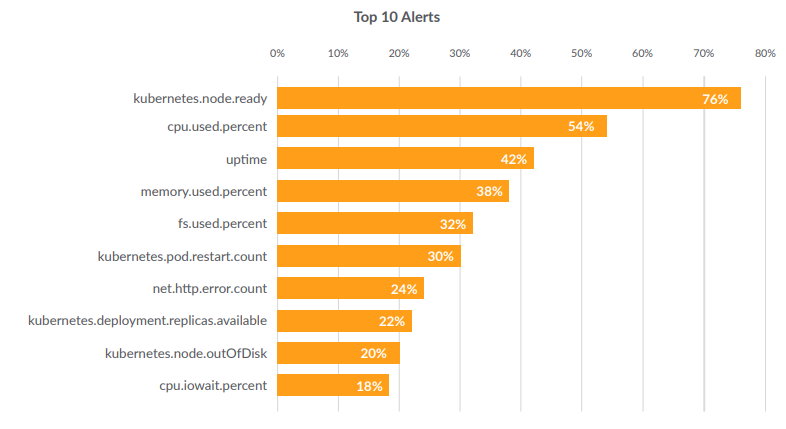 Top 10 Alerts
0% 10% 20% 30% 40% 50% 60% 70% 80%
kubernetes.node.ready 76%
cpu.used.percent 54%
uptime 42%
memory.used.percent 38%
fs.used.percent 32%
kubernetes.pod.restart.count 30%
net.http.error.count 24%
kubernetes.deployment.replicas.available 22%
kubernetes.node.outOfDisk 20%
cpu.iowait.percent 18%